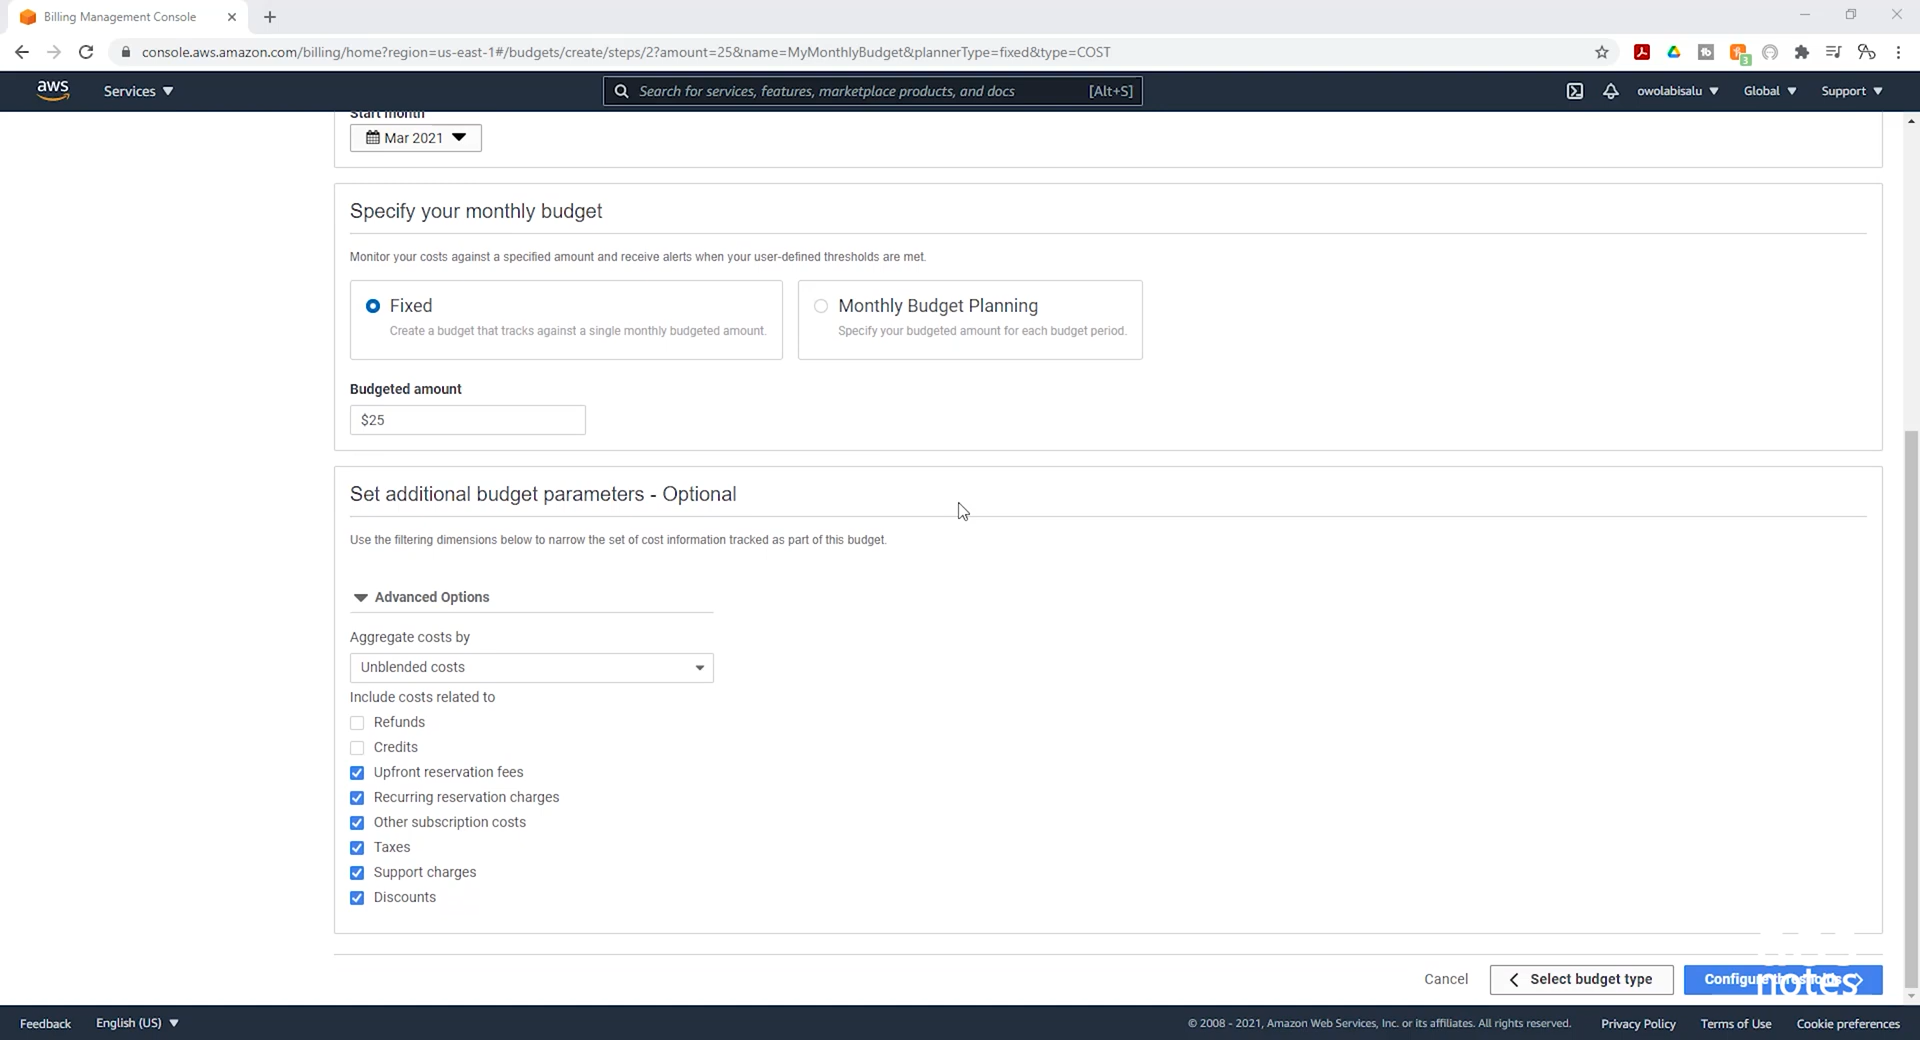 Billing Management Console
console.aws.amazon.com/billing/home?region=us-east-1#/budgets/create/steps/2?amount=25&name=MyMonthlyBudget&plannerType=fixed&type=COST
3
aws
Services
Search for services, features, marketplace products, and docs
[Alt+S]
owolabisalu
Global
Support
Start month
Mar 2021
Specify your monthly budget
Monitor your costs against a specified amount and receive alerts when your user-defined thresholds are met.
Fixed
Create a budget that tracks against a single monthly budgeted amount.
Monthly Budget Planning
Specify your budgeted amount for each budget period.
Budgeted amount
$25
Set additional budget parameters - Optional
Use the filtering dimensions below to narrow the set of cost information tracked as part of this budget.
Advanced Options
Aggregate costs by
Unblended costs
Include costs related to
Refunds
Credits
Upfront reservation fees
Recurring reservation charges
Other subscription costs
Taxes
Support charges
Discounts
Cancel
Select budget type
Configure thresholds
notes
Feedback
English (US)
© 2008 - 2021, Amazon Web Services, Inc. or its affiliates. All rights reserved.
Privacy Policy
Terms of Use
Cookie preferences